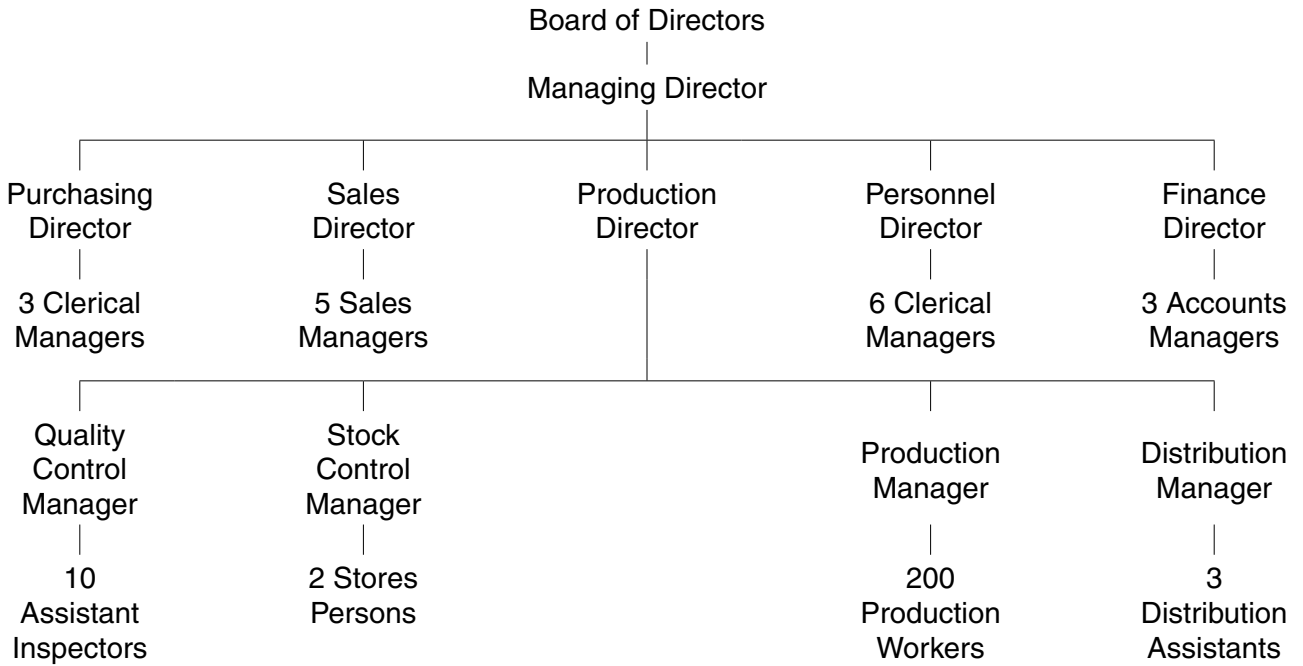 Board of Directors
Managing Director
Purchasing
Director
Sales
Director
Production
Director
Personnel
Director
Finance
Director
3 Clerical
Managers
5 Sales
Managers
6 Clerical
Managers
3 Accounts
Managers
Quality
Control
Manager
Stock
Control
Manager
Production
Manager
Distribution
Manager
10
Assistant
Inspectors
2 Stores
Persons
200
Production
Workers
3
Distribution
Assistants